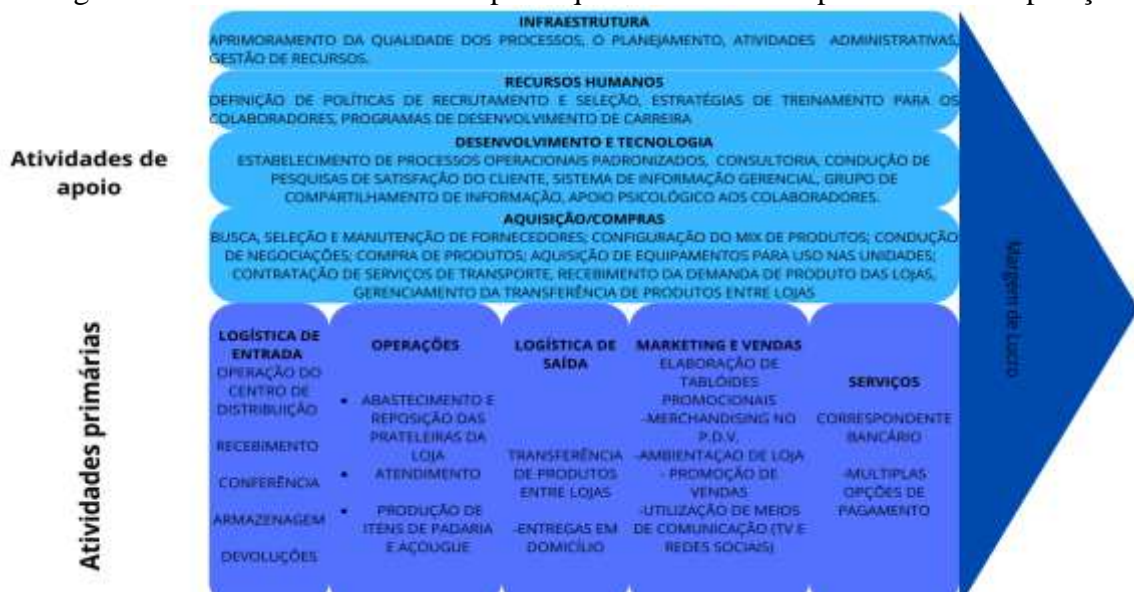 INFRAESTRUTURA
APRIMORAMENTO DA QUALIDADE DOS PROCESSOS, O PLANEJAMENTO, ATIVIDADES ADMINISTRATIVAS,
GESTÃO DE RECURSOS.
RECURSOS HUMANOS
DEFINIÇÃO DE POLÍTICAS DE RECRUTAMENTO E SELEÇÃO, ESTRATÉGIAS DE TREINAMENTO PARA OS
COLABORADORES, PROGRAMAS DE DESENVOLVIMENTO DE CARREIRA
Atividades de
apoio
DESENVOLVIMENTO E TECNOLOGIA
ESTABELECIMENTO DE PROCESSOS OPERACIONAIS PADRONIZADOS, CONSULTORIA, CONDUÇÃO DE
PESQUISAS DE SATISFAÇÃO DO CLIENTE, SISTEMA DE INFORMAÇÃO GERENCIAL, GRUPO DE
COMPARTILHAMENTO DE INFORMAÇÃO, APOIO PSICOLÓGICO AOS COLABORADORES.
AQUISIÇÃO/COMPRAS
BUSCA, SELEÇÃO E MANUTENÇÃO DE FORNECEDORES; CONFIGURAÇÃO DO MIX DE PRODUTOS; CONDUÇÃO
DE NEGOCIAÇÕES; COMPRA DE PRODUTOS; AQUISIÇÃO DE EQUIPAMENTOS PARA USO NAS UNIDADES;
CONTRATAÇÃO DE SERVIÇOS DE TRANSPORTE, RECEBIMENTO DA DEMANDA DE PRODUTO DAS LOJAS,
GERENCIAMENTO DA TRANSFERÊNCIA DE PRODUTOS ENTRE LOJAS
Margem de Lucro
Atividades primárias
LOGÍSTICA DE
ENTRADA
OPERAÇÃO DO
CENTRO DE
DISTRIBUIÇÃO
RECEBIMENTO
CONFERÊNCIA
ARMAZENAGEM
DEVOLUÇÕES
OPERAÇÕES
• ABASTECIMENTO E
REPOSIÇÃO DAS
PRATELEIRAS DA
LOJA
• ATENDIMENTO
• PRODUÇÃO DE
ITENS DE PADARIA
E AÇOUGUE
LOGÍSTICA DE
SAÍDA
TRANSFERÊNCIA
DE PRODUTOS
ENTRE LOJAS
-ENTREGAS EM
DOMICÍLIO
MARKETING E VENDAS
ELABORAÇÃO DE
TABLÓIDES
PROMOCIONAIS
-MERCHANDISING NO
P.D.V.
-AMBIENTAÇAO DE LOJA
- PROMOÇÃO DE
VENDAS
-UTILIZAÇÃO DE MEIOS
DE COMUNICAÇÃO (TV E
REDES SOCIAIS)
SERVIÇOS
CORRESPONDENTE
BANCÁRIO
-MULTIPLAS
OPÇÕES DE
PAGAMENTO